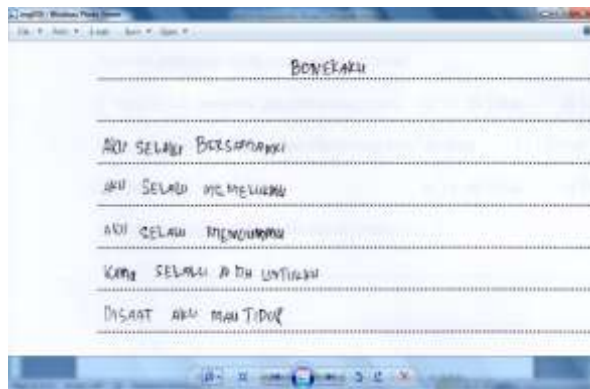 BONEKAKU
AKU SELALU BERSAMAMU
AKU SELALU MEMELUKMU
AKU SELALU MENCIUMMU
KAMU SELALU ADA UNTUKKU
DISAAT AKU MAU TIDUR